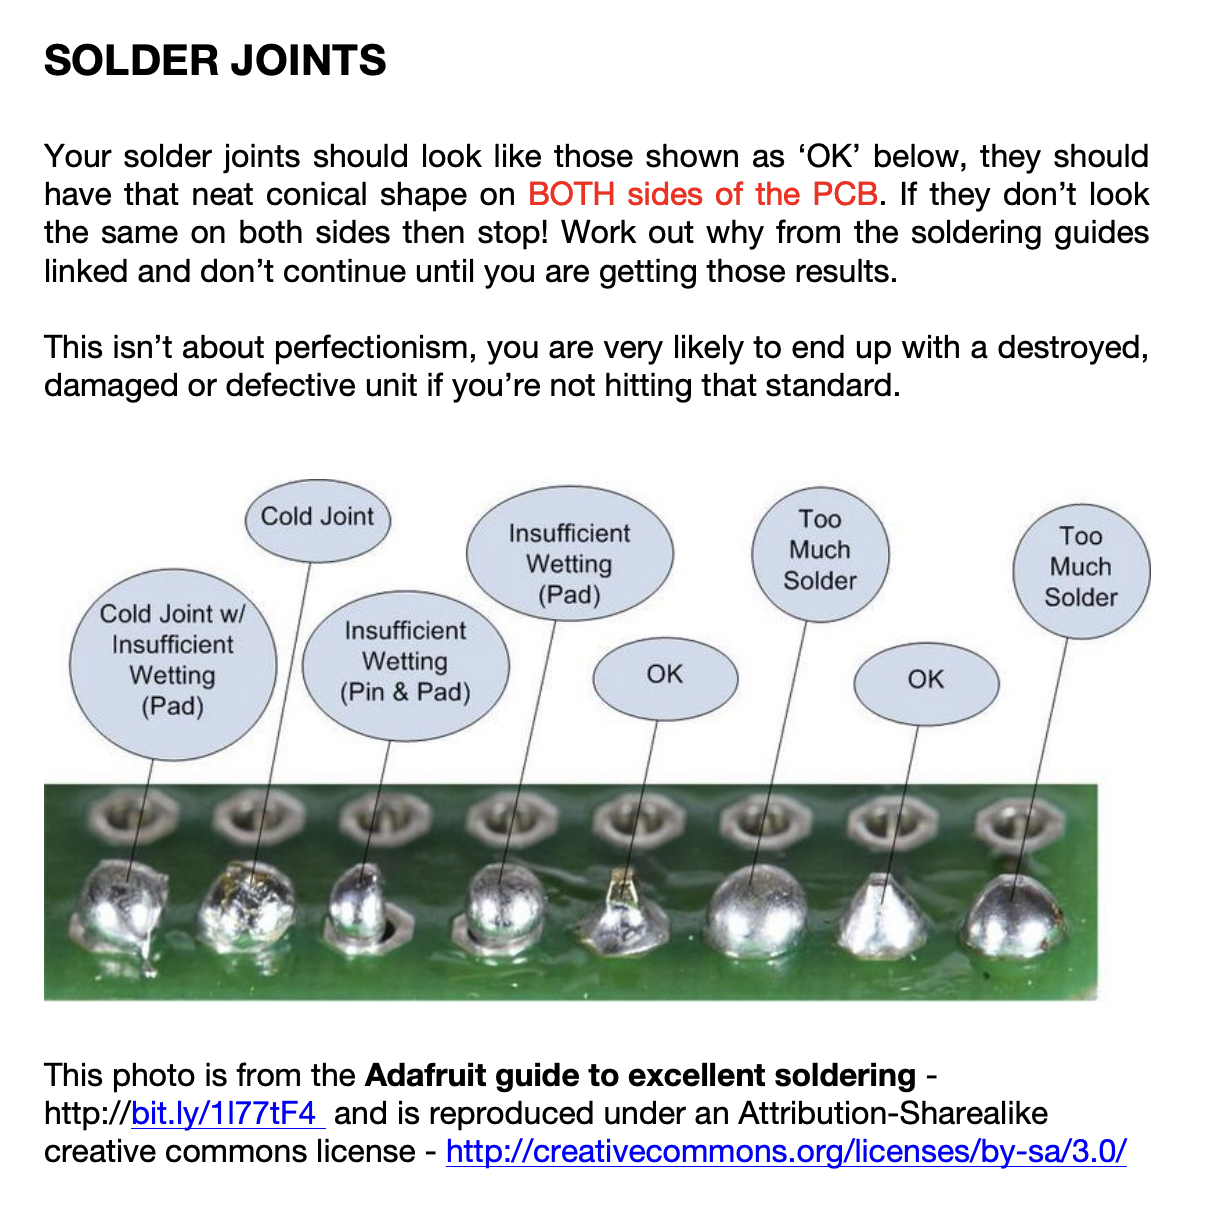 SOLDER JOINTS
Your solder joints should look like those shown as ‘OK’ below, they should
have that neat conical shape on BOTH sides of the PCB. If they don’t look
the same on both sides then stop! Work out why from the soldering guides
linked and don’t continue until you are getting those results.
This isn’t about perfectionism, you are very likely to end up with a destroyed,
damaged or defective unit if you’re not hitting that standard.
Cold Joint w/
Insufficient
Wetting
(Pad)
Cold Joint
Insufficient
Wetting
(Pin & Pad)
Insufficient
Wetting
(Pad)
OK
Too
Much
Solder
OK
Too
Much
Solder
This photo is from the Adafruit guide to excellent soldering -
http://bit.ly/1l77tF4 and is reproduced under an Attribution-Sharealike
creative commons license - http://creativecommons.org/licenses/by-sa/3.0/